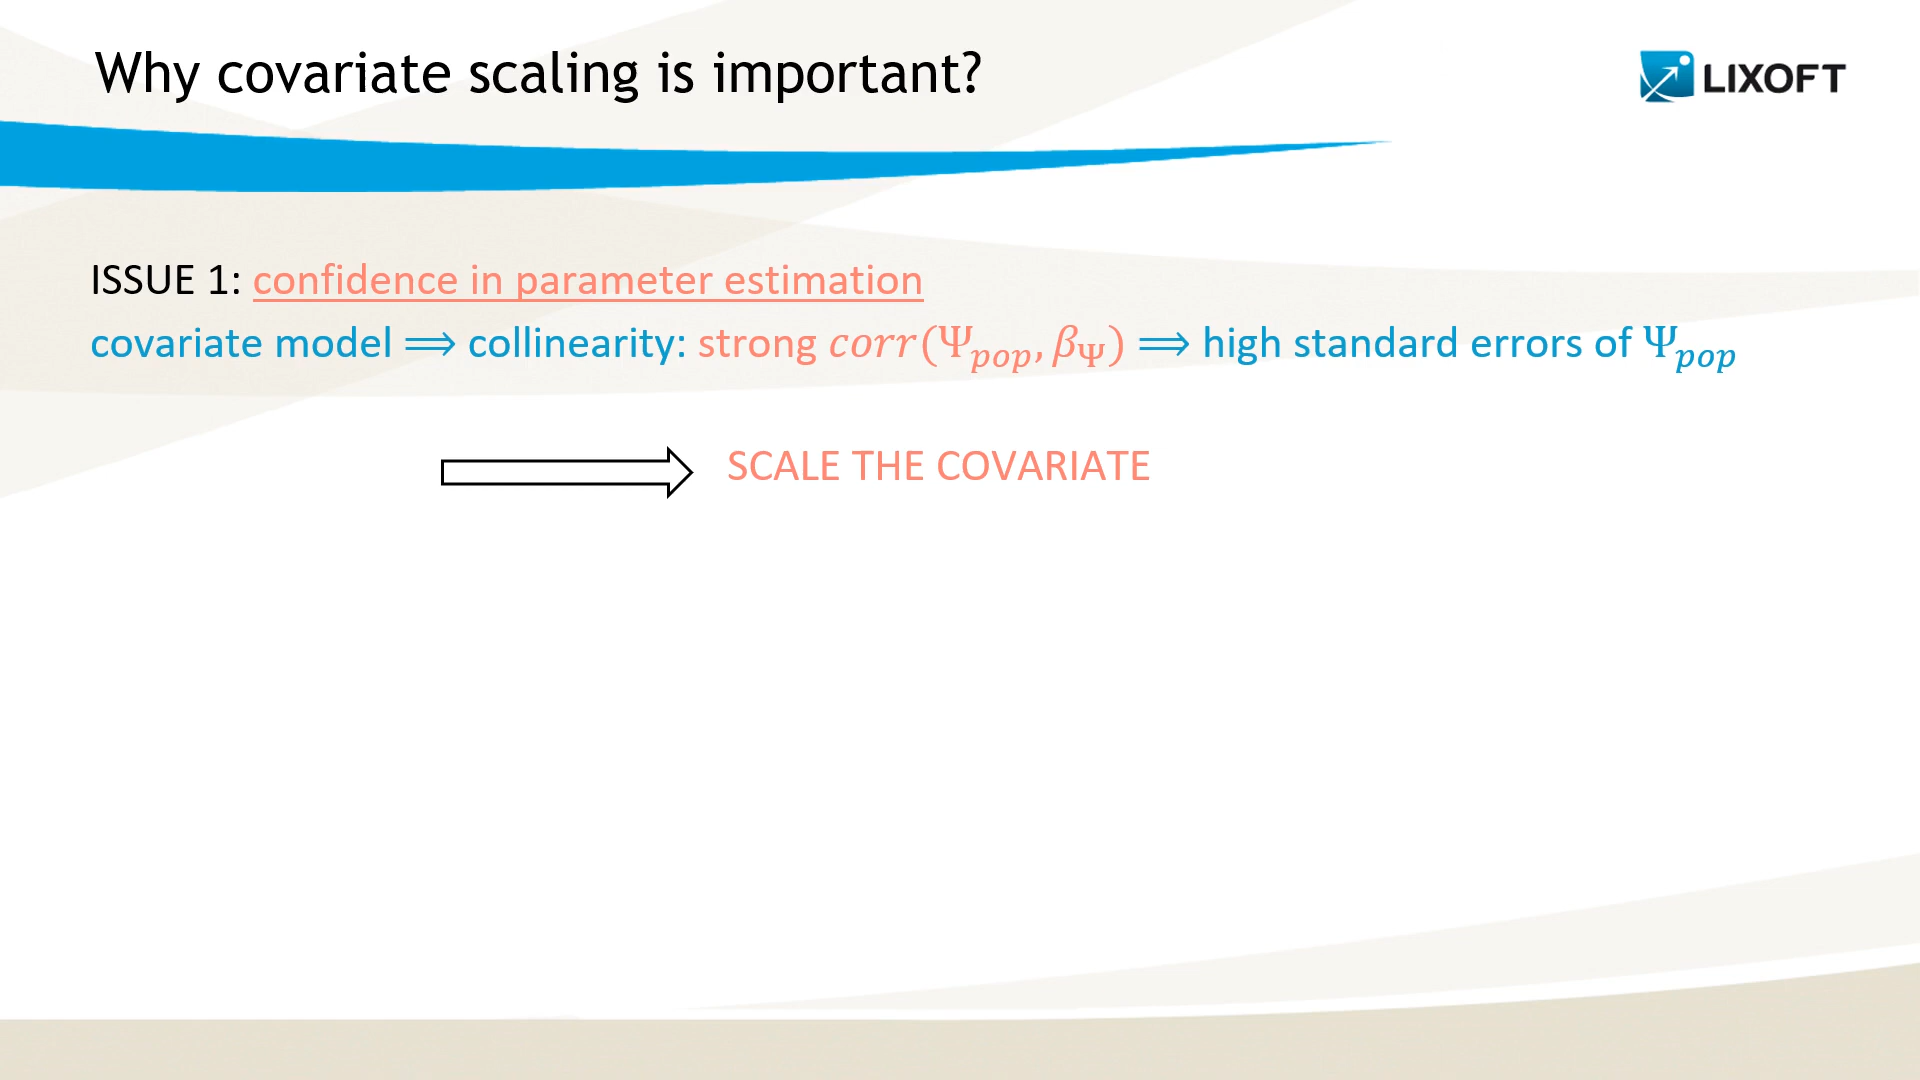 Why covariate scaling is important?
LIXOFT
ISSUE 1: confidence in parameter estimation
covariate model ⟹ collinearity: strong 𝑐𝑜𝑟𝑟(Ψ_𝑝𝑜𝑝, 𝛽_Ψ) ⟹ high standard errors of Ψ_𝑝𝑜𝑝
SCALE THE COVARIATE